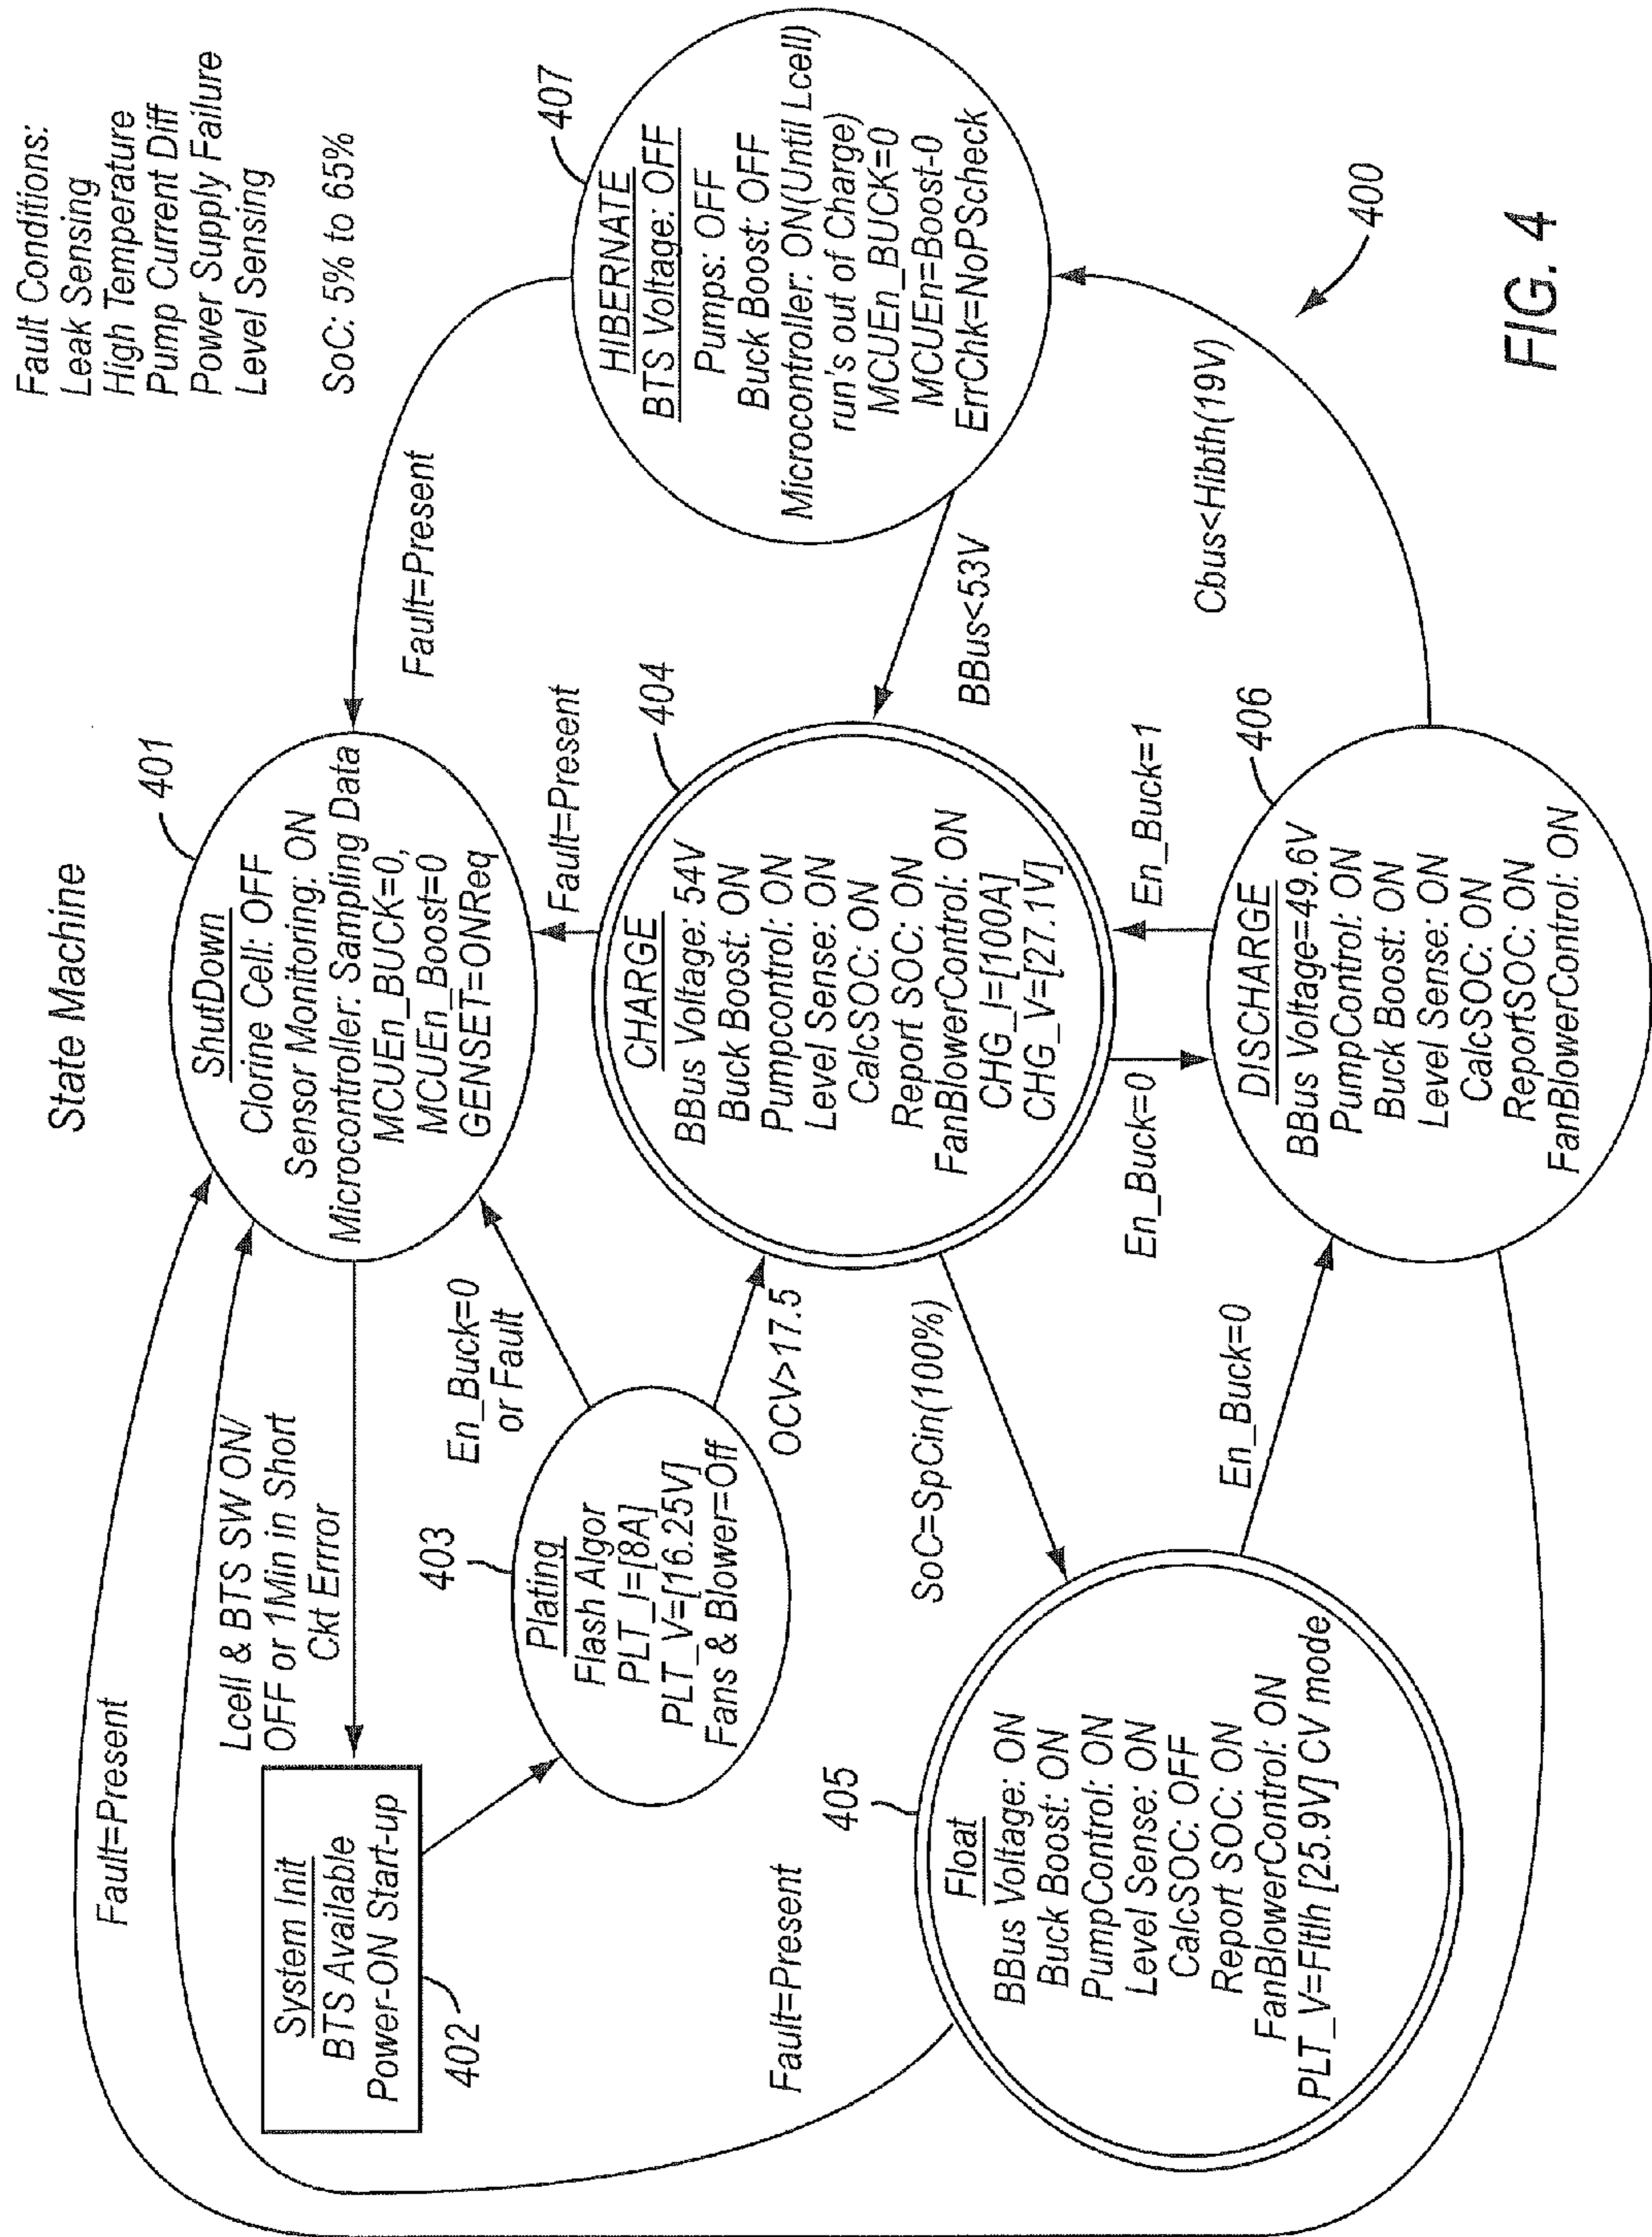 State Machine
Fault Conditions:
Leak Sensing
High Temperature
Pump Current Diff
Power Supply Failure
Level Sensing
SoC: 5% to 65%
Fault=Present
Lcell & BTS SW ON/
OFF or 1Min in Short
Ckt Error
401
ShutDown
Clorine Cell: OFF
Sensor Monitoring: ON
Microcontroller: Sampling Data
MCUEn_BUCK=0,
MCUEn_Boost=0
GENSET=ONReq
Fault=Present
407
HIBERNATE
BTS Voltage: OFF
Pumps: OFF
Buck Boost: OFF
Microcontroller: ON(Until Lcell)
run's out of Charge)
MCUEn_BUCK=0
MCUEn=Boost-0
ErrChk=NoPScheck
System Init
BTS Available
Power-ON Start-up
402
403
Plating
Flash Algor
PLT_I=[8A]
PLT_V=[16.25V]
Fans & Blower=Off
En_Buck=0
or Fault
OCV>17.5
Fault=Present
404
CHARGE
BBus Voltage: 54V
Buck Boost: ON
Pumpcontrol: ON
Level Sense: ON
CalcSOC: ON
Report SOC: ON
FanBlowerControl: ON
CHG_I=[100A]
CHG_V=[27.1V]
BBus<53V
Fault=Present
405
Float
BBus Voltage: ON
Buck Boost: ON
PumpControl: ON
Level Sense: ON
CalcSOC: OFF
Report SOC: ON
FanBlowerControl: ON
PLT_V=Fltlh [25.9V] CV mode
SoC=SpCin(100%)
En_Buck=0
En_Buck=0
En_Buck=1
406
DISCHARGE
BBus Voltage=49.6V
PumpControl: ON
Buck Boost: ON
Level Sense: ON
CalcSOC: ON
ReportSOC: ON
FanBlowerControl: ON
Cbus<Hibth(19V)
400
FIG. 4